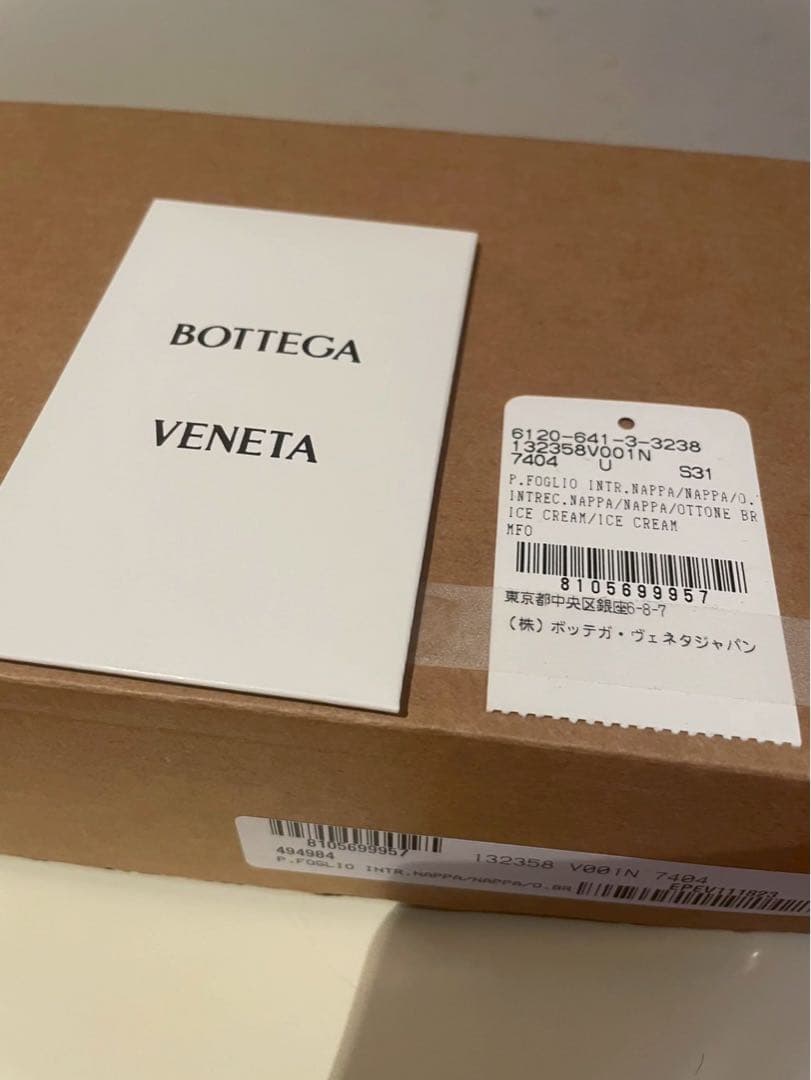 BOTTEGA
VENETA
6120-641-3-3238
132358V001N
7404 U S31
P.FOGLIO INTR.NAPPA/NAPPA/O.
INTREC.NAPPA/NAPPA/OTTONE BR
ICE CREAM/ICE CREAM
MFO
8105699957
東京都中央区銀座6-8-7
(株)ボッテガ・ヴェネタジャパン
8105699957
494984
132358 V001N 7404
P.FOGLIO INTR.NAPPA/NAPPA/O.BR
EPEV111823